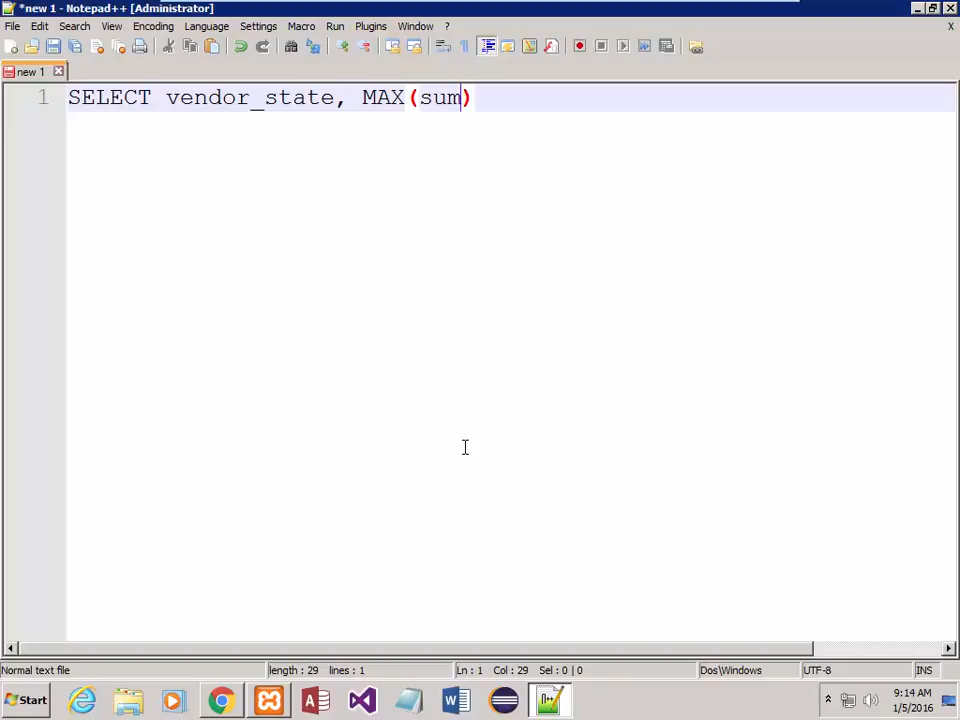 *new 1 - Notepad++ [Administrator]
File Edit Search View Encoding Language Settings Macro Run Plugins Window ? X
new 1
1 SELECT vendor_state, MAX(sum)
Normal text file length : 29 lines : 1 Ln : 1 Col : 29 Sel : 0 | 0 Dos\Windows UTF-8 INS
Start
9:14 AM
1/5/2016